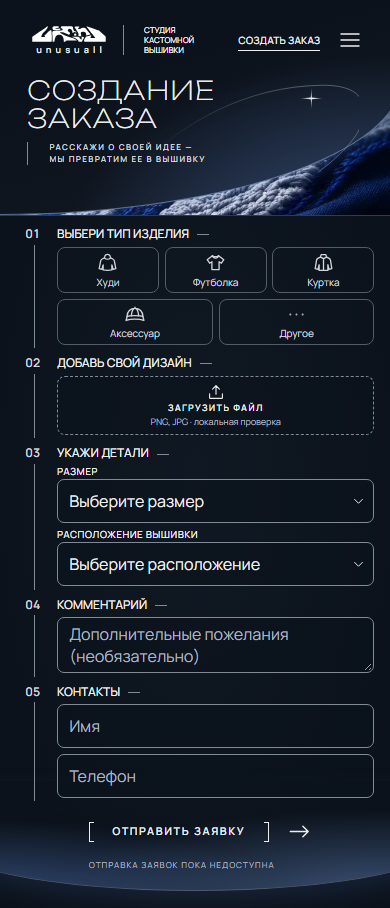 unusuall
СТУДИЯ
КАСТОМНОЙ
ВЫШИВКИ
СОЗДАТЬ ЗАКАЗ
СОЗДАНИЕ
ЗАКАЗА
РАССКАЖИ О СВОЕЙ ИДЕЕ —
МЫ ПРЕВРАТИМ ЕЕ В ВЫШИВКУ
01 ВЫБЕРИ ТИП ИЗДЕЛИЯ —
Худи Футболка Куртка
Аксессуар Другое
02 ДОБАВЬ СВОЙ ДИЗАЙН —
ЗАГРУЗИТЬ ФАЙЛ
PNG, JPG · локальная проверка
03 УКАЖИ ДЕТАЛИ —
РАЗМЕР
Выберите размер
РАСПОЛОЖЕНИЕ ВЫШИВКИ
Выберите расположение
04 КОММЕНТАРИЙ —
Дополнительные пожелания
(необязательно)
05 КОНТАКТЫ —
Имя
Телефон
[ ОТПРАВИТЬ ЗАЯВКУ ] →
ОТПРАВКА ЗАЯВОК ПОКА НЕДОСТУПНА